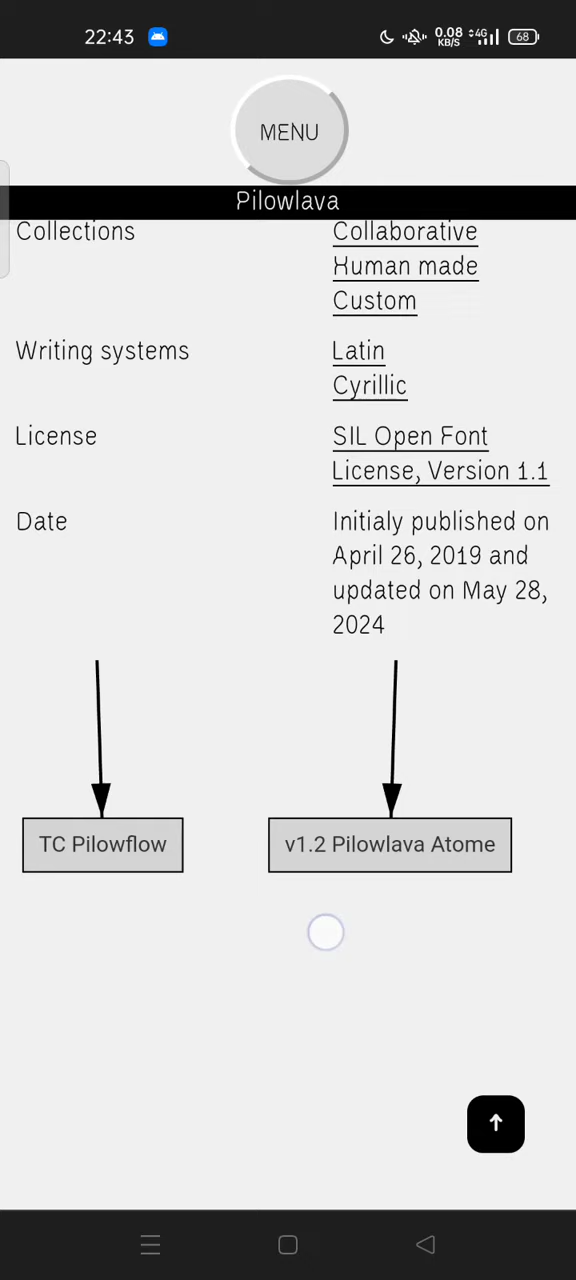 22:43
0.08 KB/S 4G 68
MENU
Pilowlava
Collections
Collaborative
Human made
Custom
Writing systems
Latin
Cyrillic
License
SIL Open Font
License, Version 1.1
Date
Initialy published on
April 26, 2019 and
updated on May 28,
2024
TC Pilowflow
v1.2 Pilowlava Atome